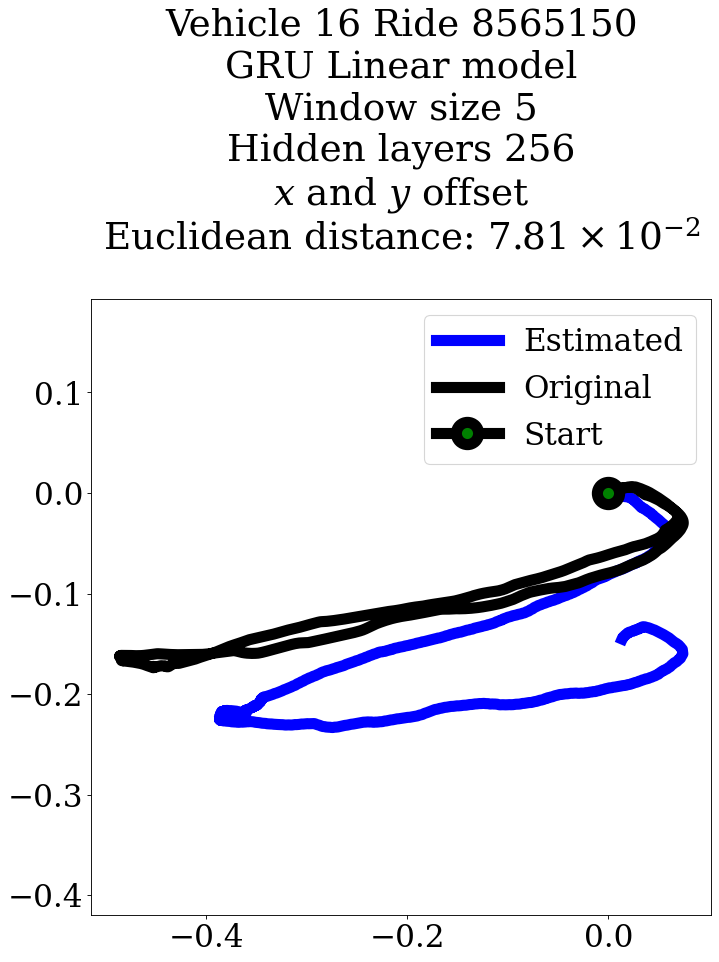 Vehicle 16 Ride 8565150
GRU Linear model
Window size 5
Hidden layers 256
x and y offset
Euclidean distance: 7.81 × 10⁻²
Estimated
Original
Start
0.1
0.0
−0.1
−0.2
−0.3
−0.4
−0.4 −0.2 0.0